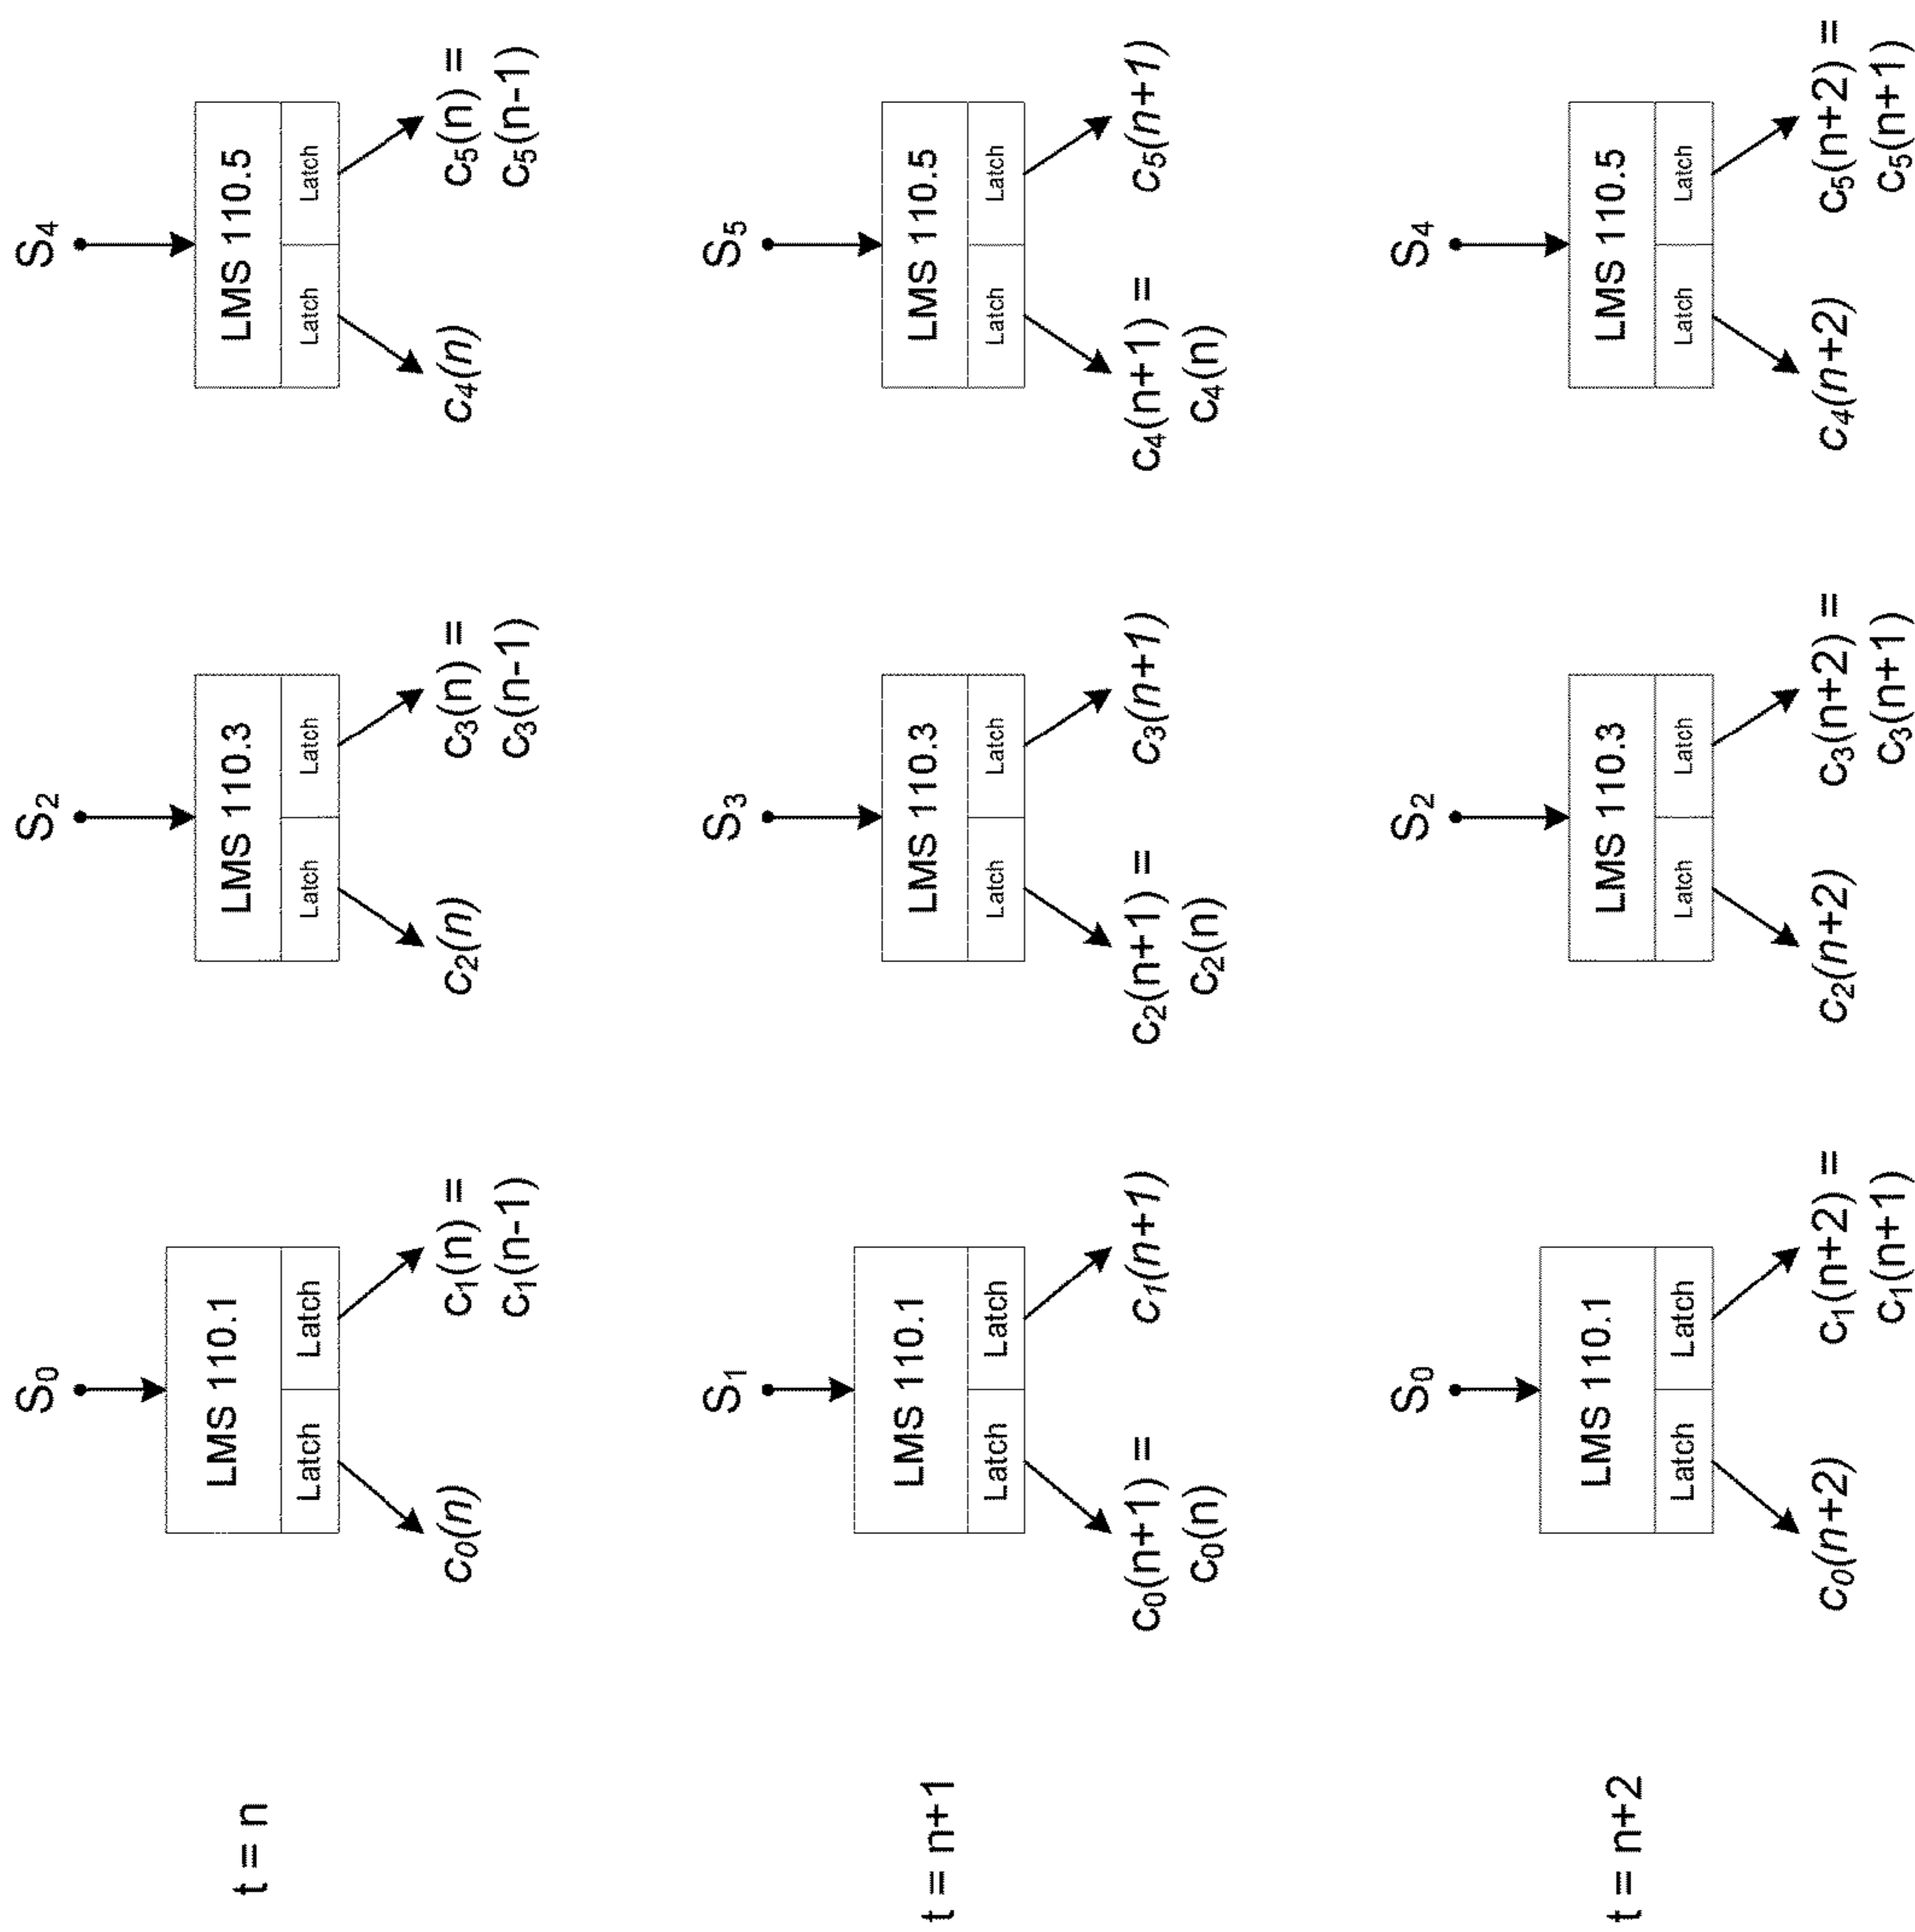 S₀
S₂
S₄
t = n
LMS 110.1
LMS 110.3
LMS 110.5
Latch
Latch
Latch
Latch
Latch
Latch
c₀(n)
c₁(n) =
c₁(n-1)
c₂(n)
c₃(n) =
c₃(n-1)
c₄(n)
c₅(n) =
c₅(n-1)
S₁
S₃
S₅
t = n+1
LMS 110.1
LMS 110.3
LMS 110.5
Latch
Latch
Latch
Latch
Latch
Latch
c₀(n+1) =
c₀(n)
c₁(n+1)
c₂(n+1) =
c₂(n)
c₃(n+1)
c₄(n+1) =
c₄(n)
c₅(n+1)
S₀
S₂
S₄
t = n+2
LMS 110.1
LMS 110.3
LMS 110.5
Latch
Latch
Latch
Latch
Latch
Latch
c₀(n+2)
c₁(n+2) =
c₁(n+1)
c₂(n+2)
c₃(n+2) =
c₃(n+1)
c₄(n+2)
c₅(n+2) =
c₅(n+1)